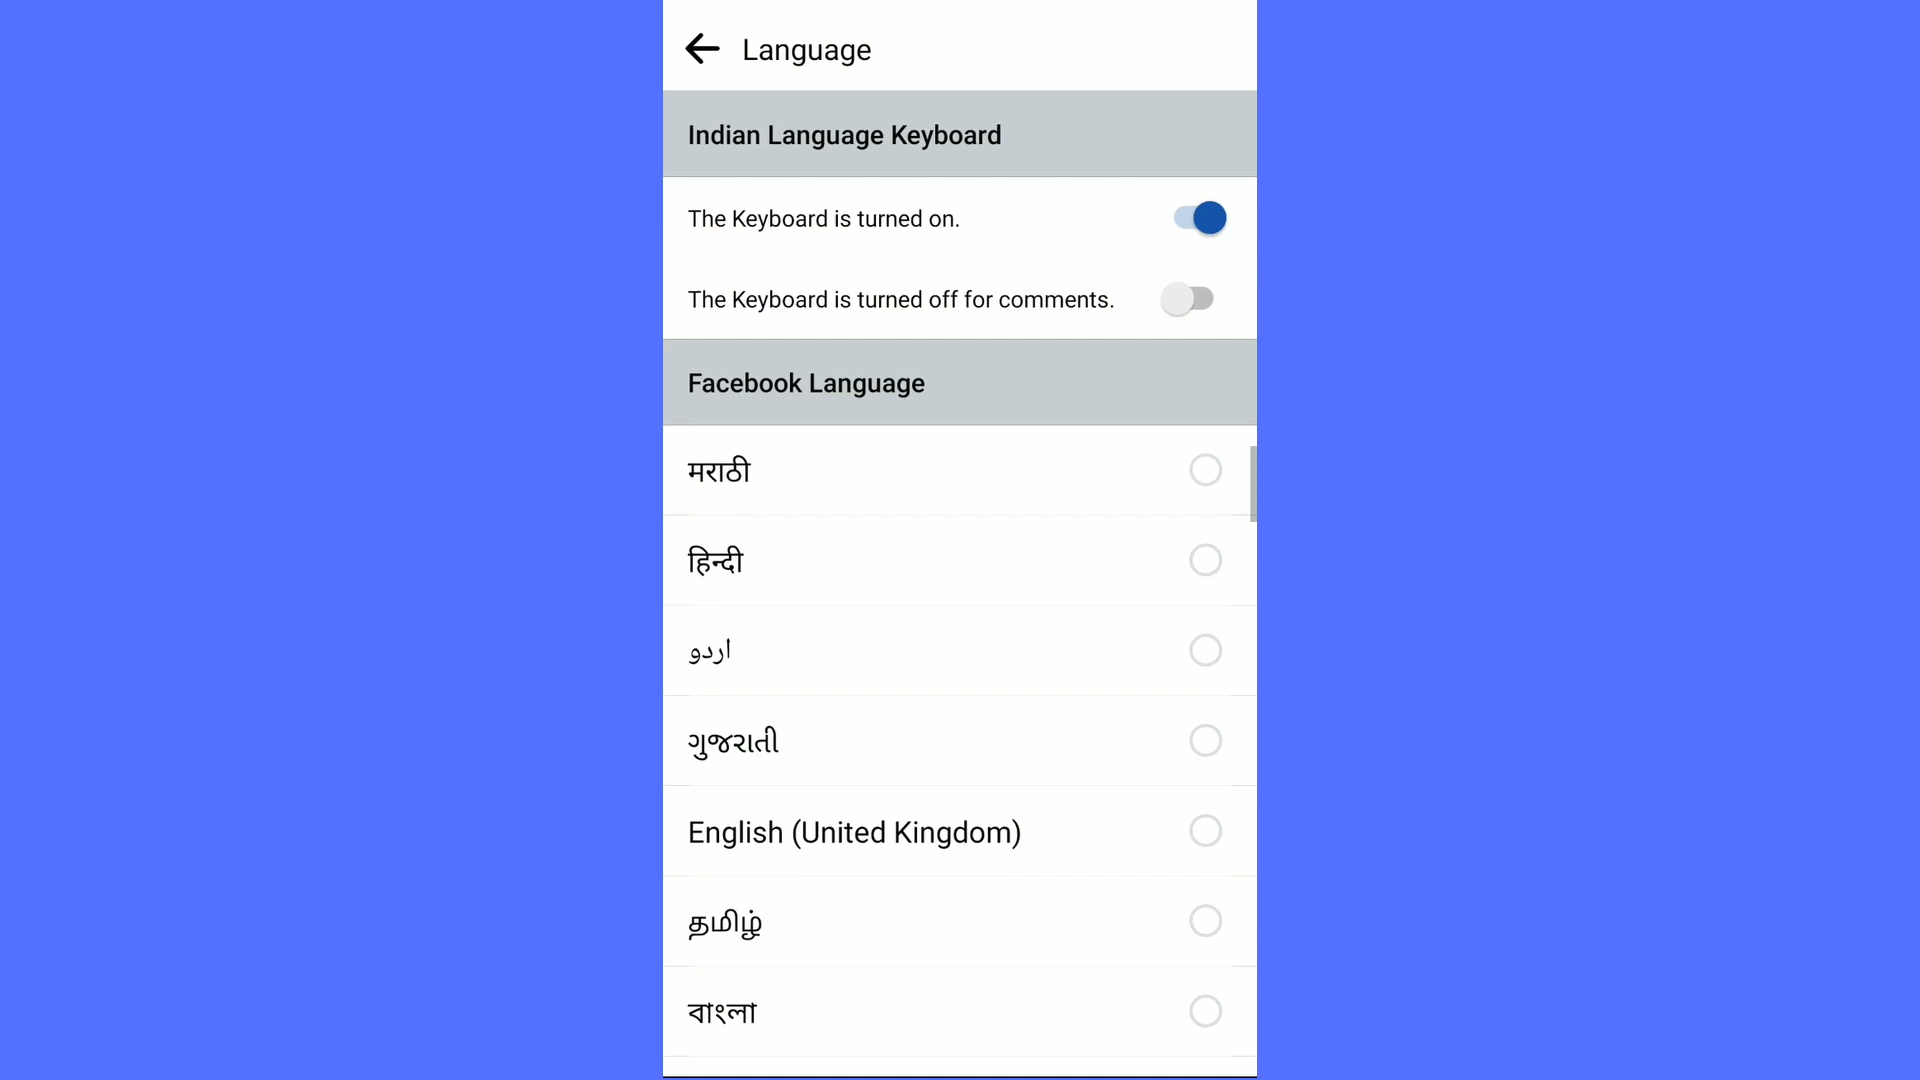 Language
Indian Language Keyboard
The Keyboard is turned on.
The Keyboard is turned off for comments.
Facebook Language
मराठी
हिन्दी
اردو
ગુજરાતી
English (United Kingdom)
தமிழ்
বাংলা